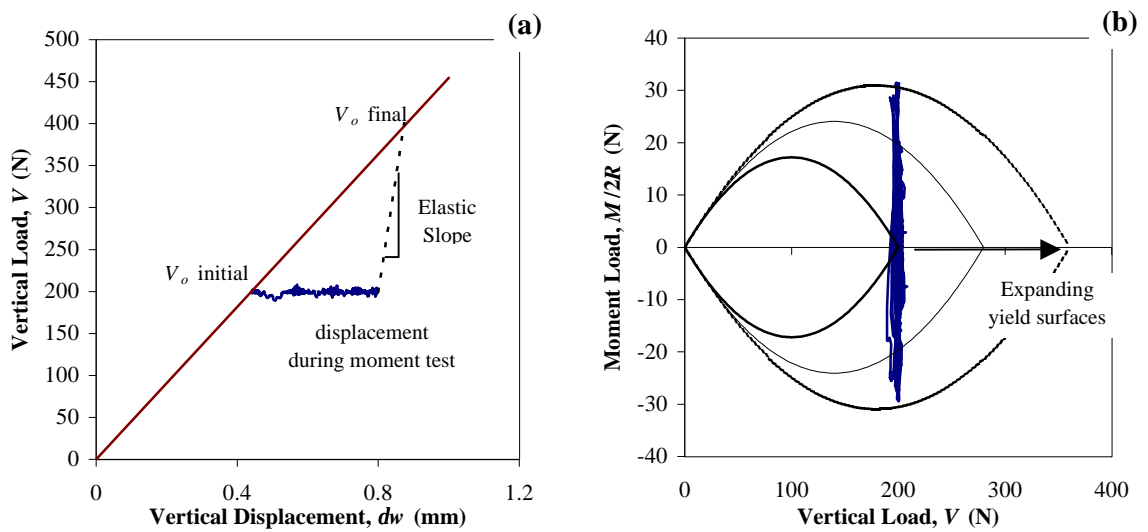 (a)
500
450
400
350
300
250
200
150
100
50
0
Vertical Load, V (N)
V_o final
V_o initial
Elastic
Slope
displacement
during moment test
0 0.4 0.8 1.2
Vertical Displacement, dw (mm)
(b)
40
30
20
10
0
-10
-20
-30
-40
Moment Load, M/2R (N)
Expanding
yield surfaces
0 100 200 300 400
Vertical Load, V (N)